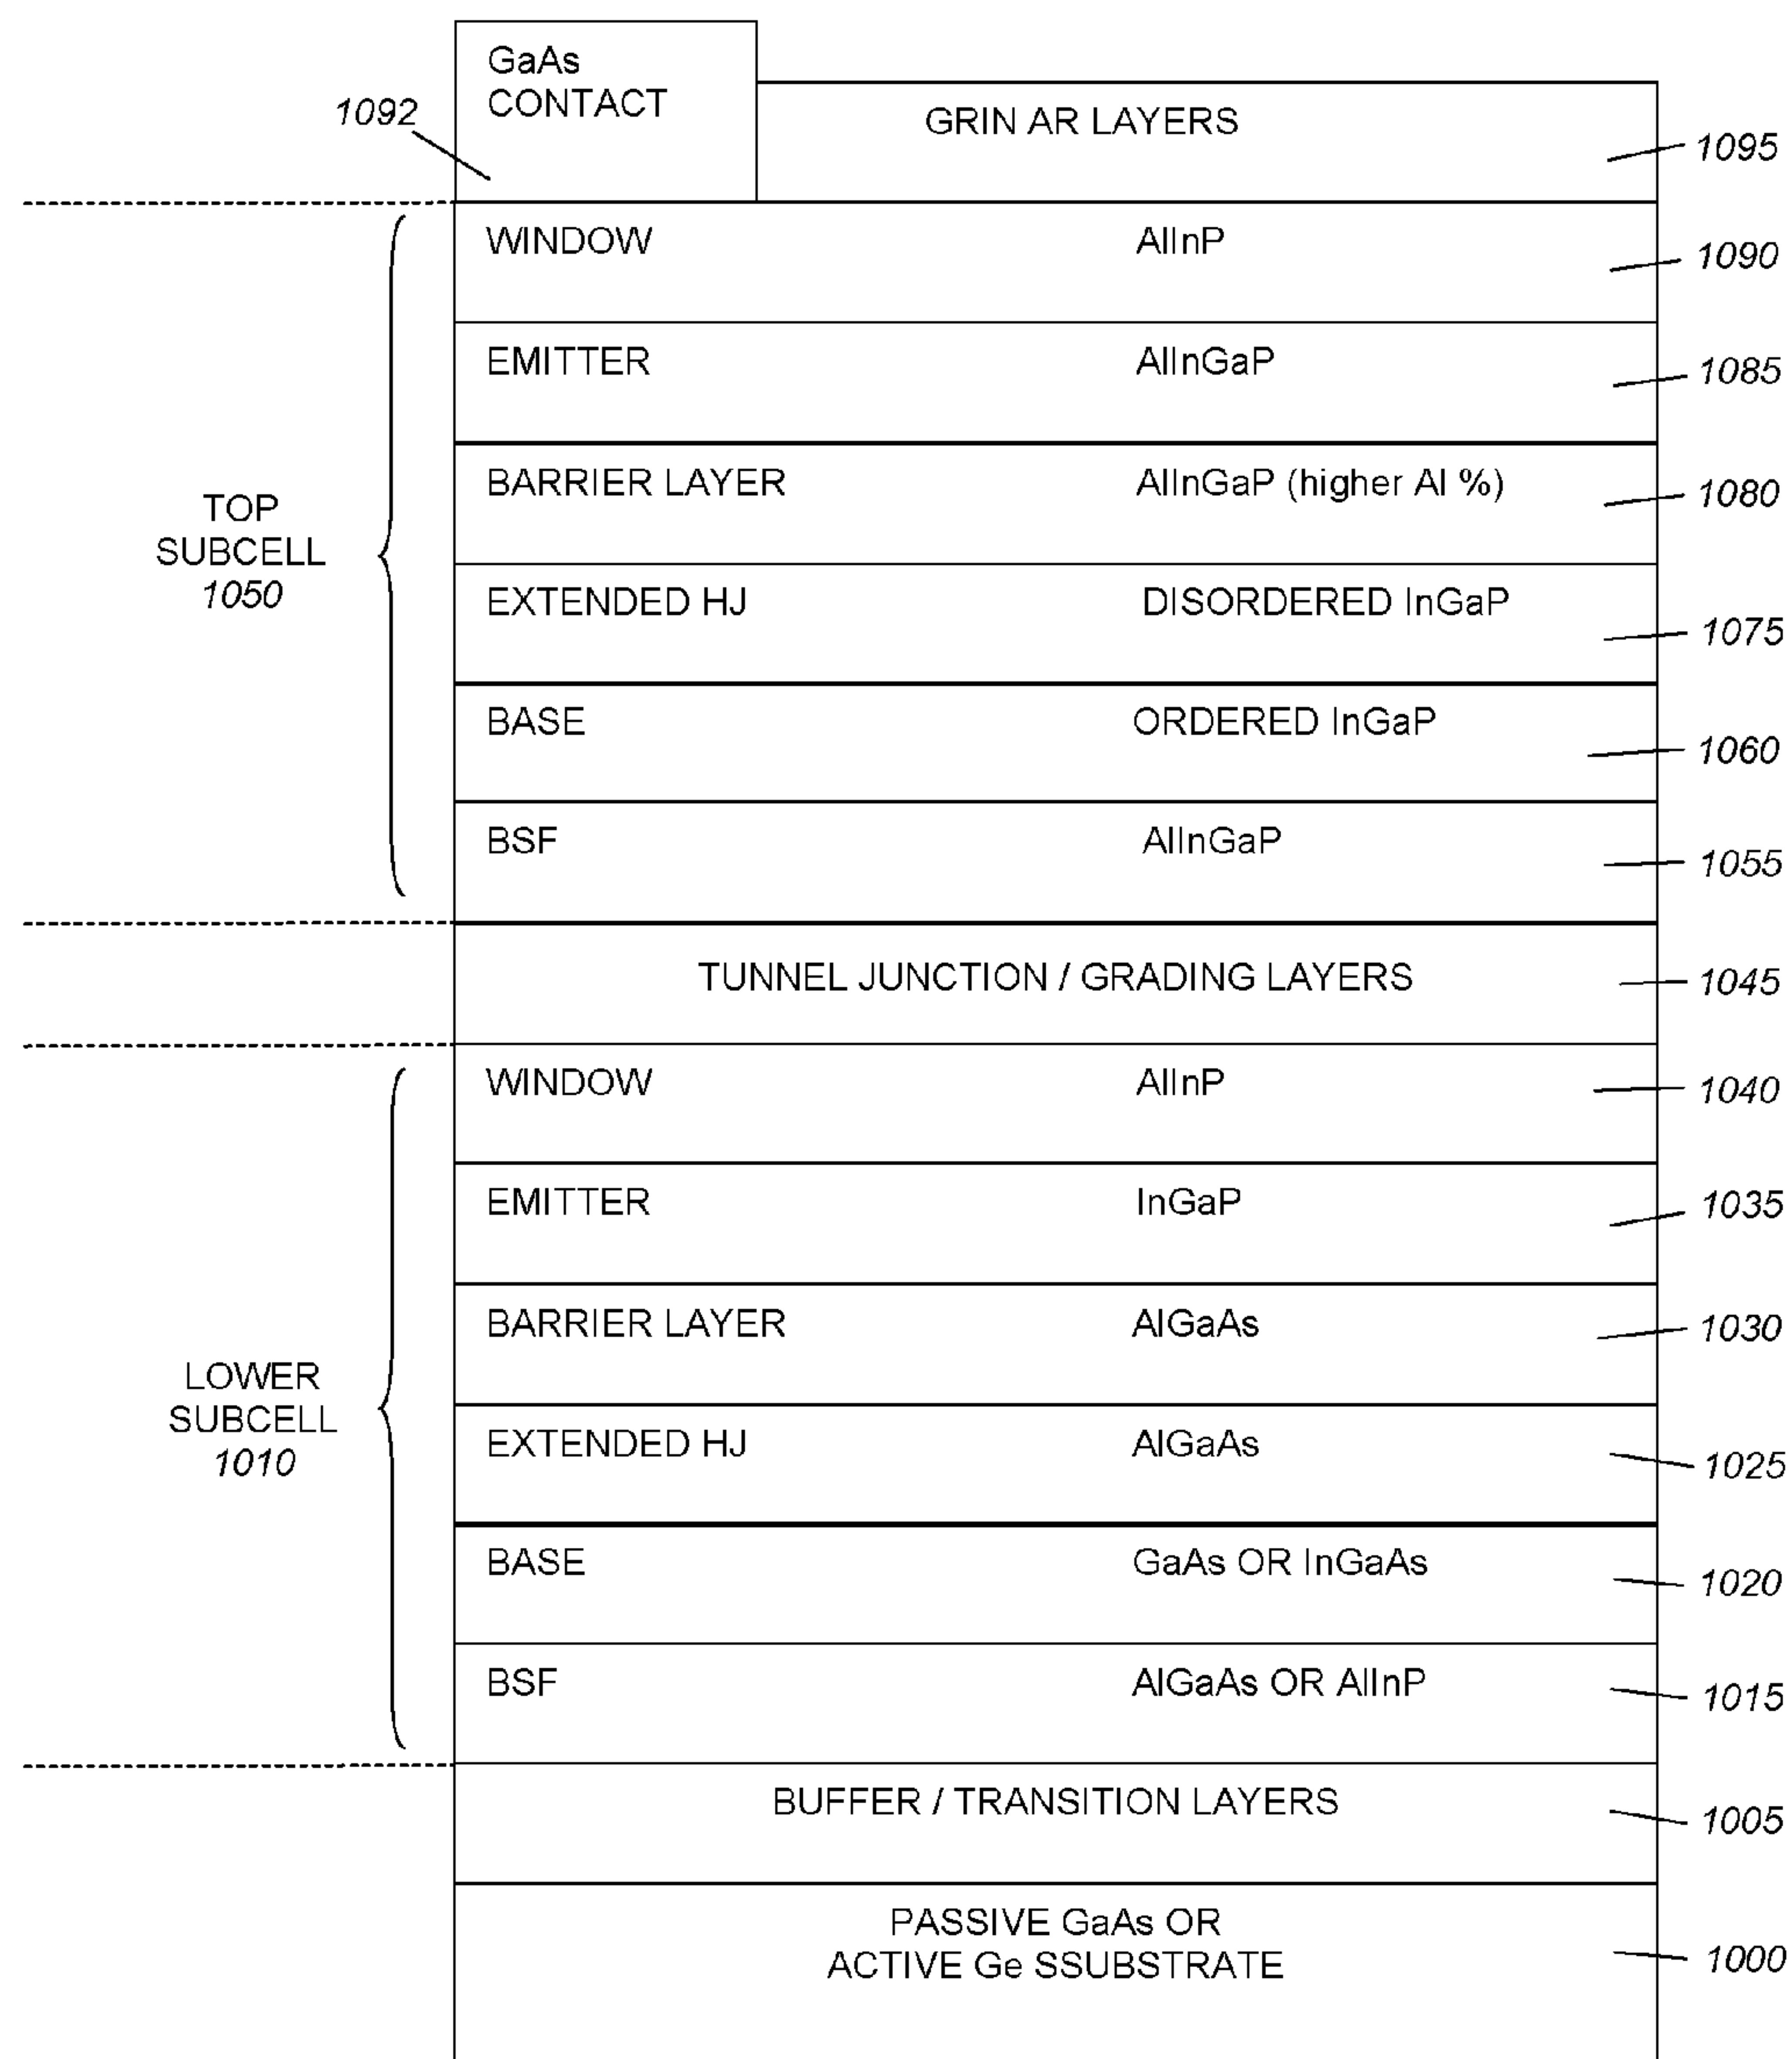 GaAs
CONTACT
1092
GRIN AR LAYERS
1095
WINDOW AlInP 1090
EMITTER AlInGaP 1085
BARRIER LAYER AlInGaP (higher Al %) 1080
TOP
SUBCELL
1050
EXTENDED HJ DISORDERED InGaP 1075
BASE ORDERED InGaP 1060
BSF AlInGaP 1055
TUNNEL JUNCTION / GRADING LAYERS 1045
WINDOW AlInP 1040
EMITTER InGaP 1035
BARRIER LAYER AlGaAs 1030
LOWER
SUBCELL
1010
EXTENDED HJ AlGaAs 1025
BASE GaAs OR InGaAs 1020
BSF AlGaAs OR AlInP 1015
BUFFER / TRANSITION LAYERS 1005
PASSIVE GaAs OR
ACTIVE Ge SSUBSTRATE 1000